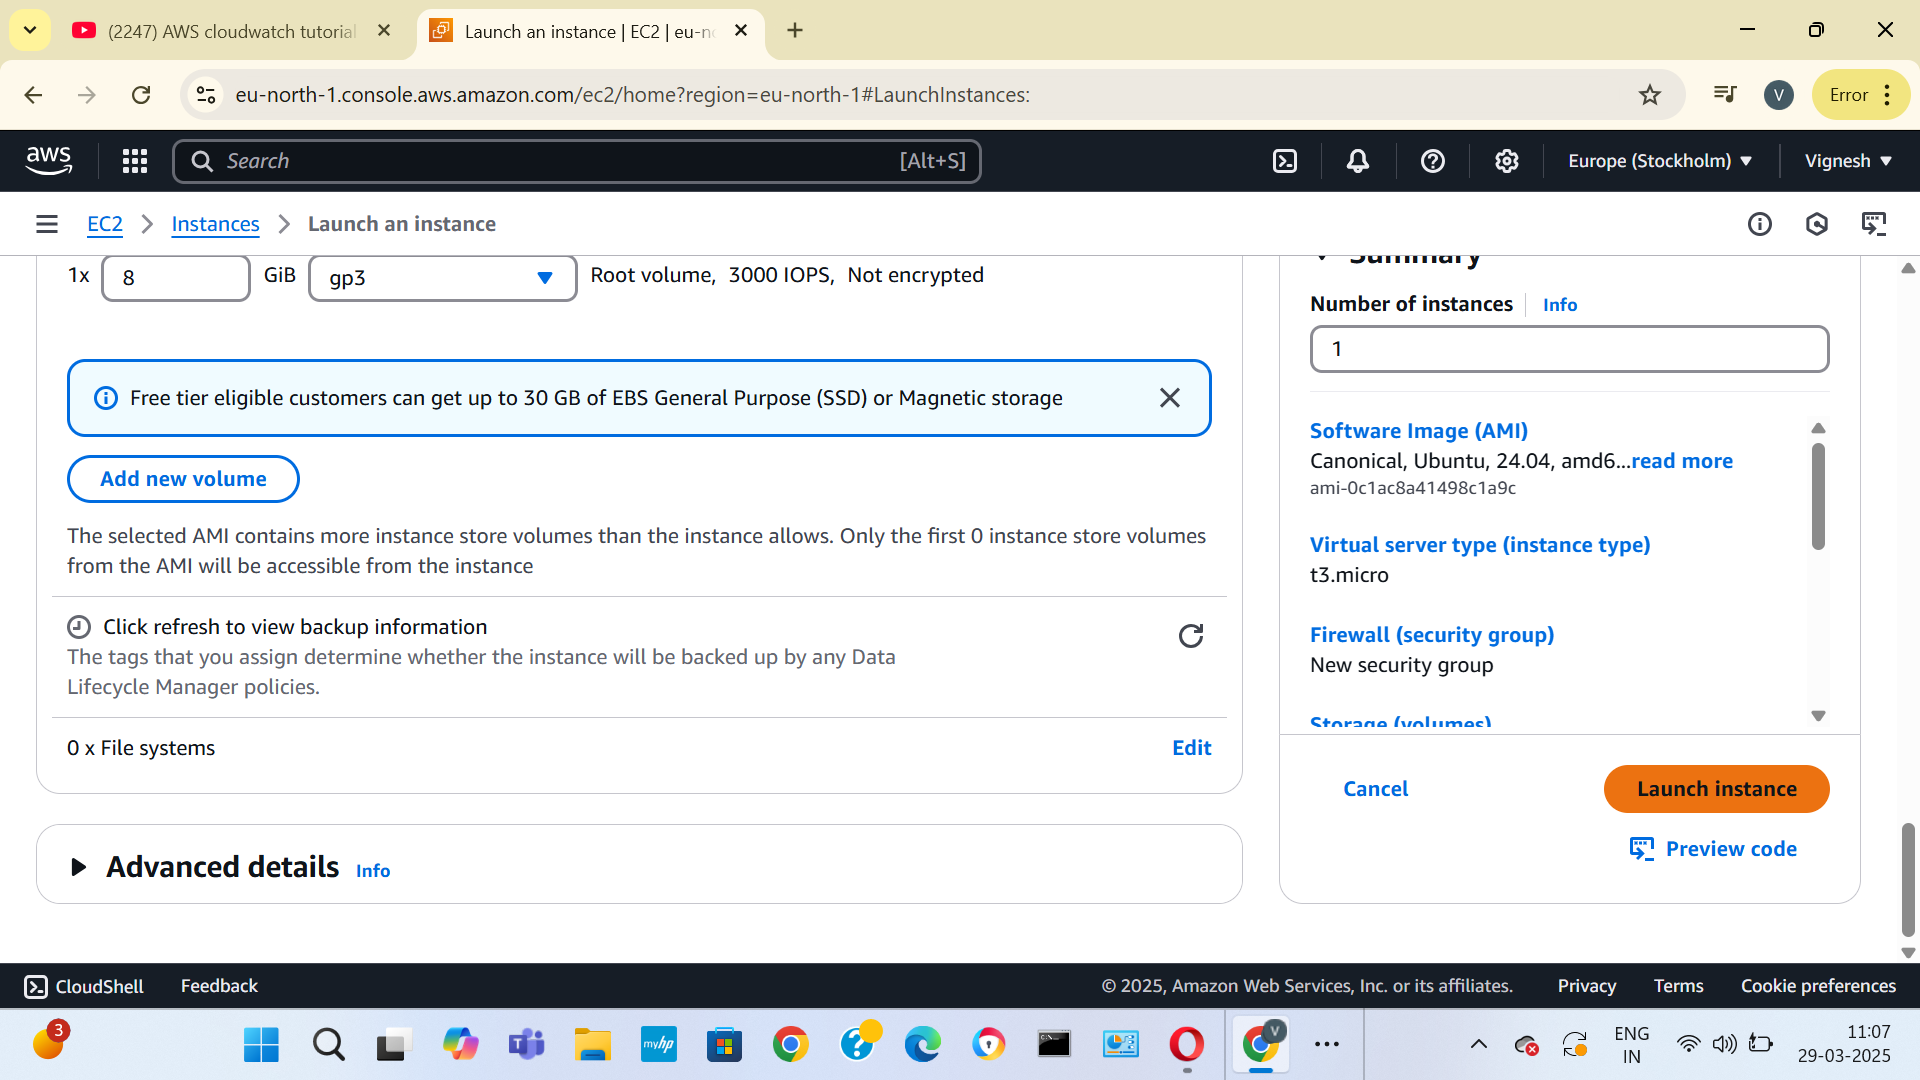 (2247) AWS cloudwatch tutorial
Launch an instance | EC2 | eu-no
eu-north-1.console.aws.amazon.com/ec2/home?region=eu-north-1#LaunchInstances:
V
Error
aws
Search
[Alt+S]
Europe (Stockholm)
Vignesh
EC2
Instances
Launch an instance
1x
8
GiB
gp3
Root volume, 3000 IOPS, Not encrypted
Free tier eligible customers can get up to 30 GB of EBS General Purpose (SSD) or Magnetic storage
Add new volume
The selected AMI contains more instance store volumes than the instance allows. Only the first 0 instance store volumes
from the AMI will be accessible from the instance
Click refresh to view backup information
The tags that you assign determine whether the instance will be backed up by any Data
Lifecycle Manager policies.
0 x File systems
Edit
Advanced details
Info
Summary
Number of instances
Info
1
Software Image (AMI)
Canonical, Ubuntu, 24.04, amd6...read more
ami-0c1ac8a41498c1a9c
Virtual server type (instance type)
t3.micro
Firewall (security group)
New security group
Storage (volumes)
Cancel
Launch instance
Preview code
CloudShell
Feedback
© 2025, Amazon Web Services, Inc. or its affiliates.
Privacy
Terms
Cookie preferences
3
myhp
V
ENG
IN
11:07
29-03-2025